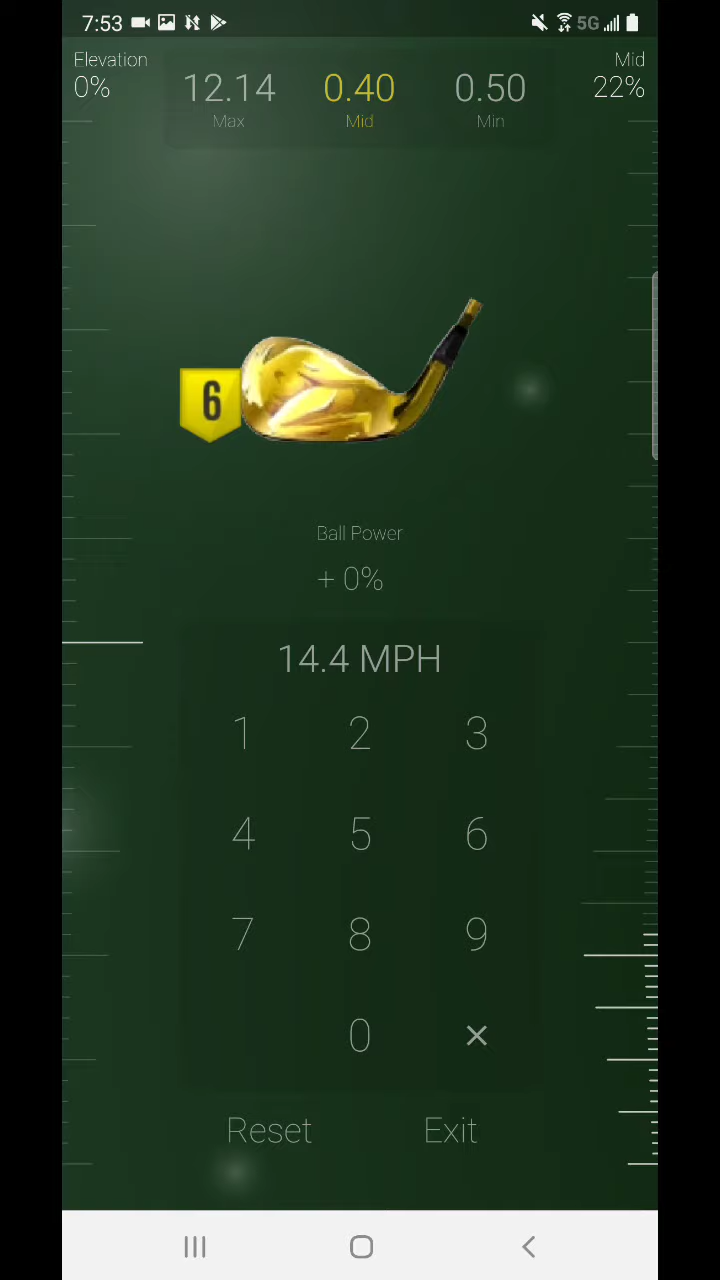 7:53 5G
Elevation Mid
0% 12.14 0.40 0.50 22%
Max Mid Min
6
Ball Power
+ 0%
14.4 MPH
1 2 3
4 5 6
7 8 9
0 ×
Reset Exit